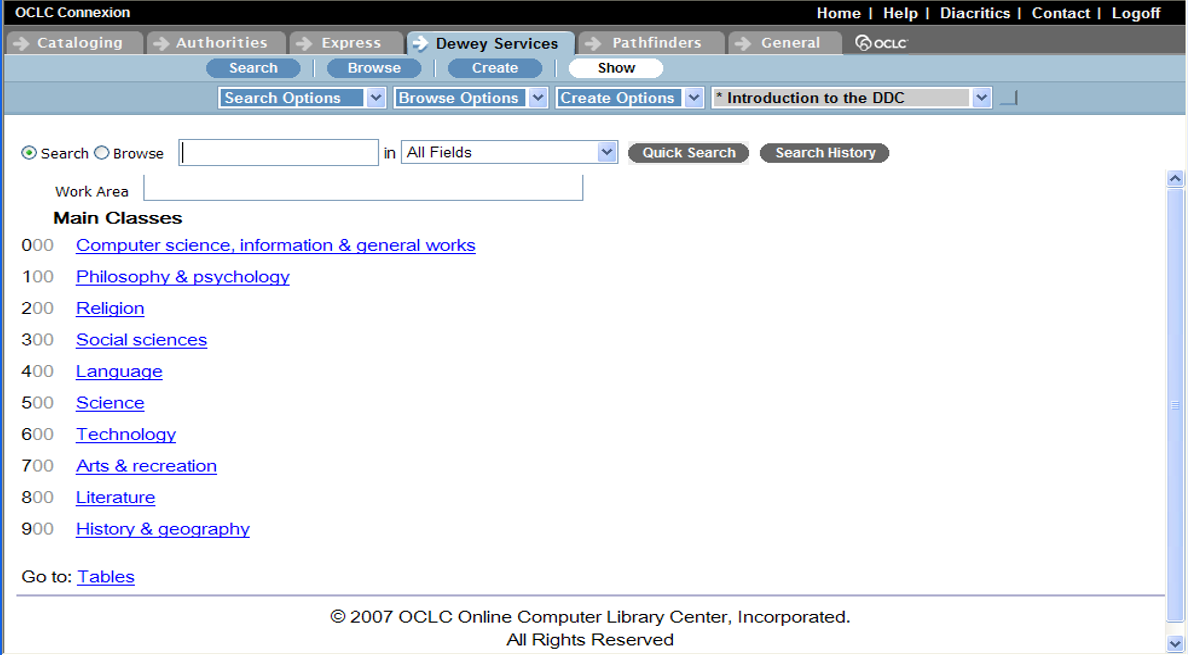 OCLC Connexion Home | Help | Diacritics | Contact | Logoff
Cataloging Authorities Express Dewey Services Pathfinders General OCLC
Search | Browse | Create | Show
Search Options Browse Options Create Options * Introduction to the DDC
Search Browse in All Fields Quick Search Search History
Work Area
Main Classes
000 Computer science, information & general works
100 Philosophy & psychology
200 Religion
300 Social sciences
400 Language
500 Science
600 Technology
700 Arts & recreation
800 Literature
900 History & geography
Go to: Tables
© 2007 OCLC Online Computer Library Center, Incorporated.
All Rights Reserved